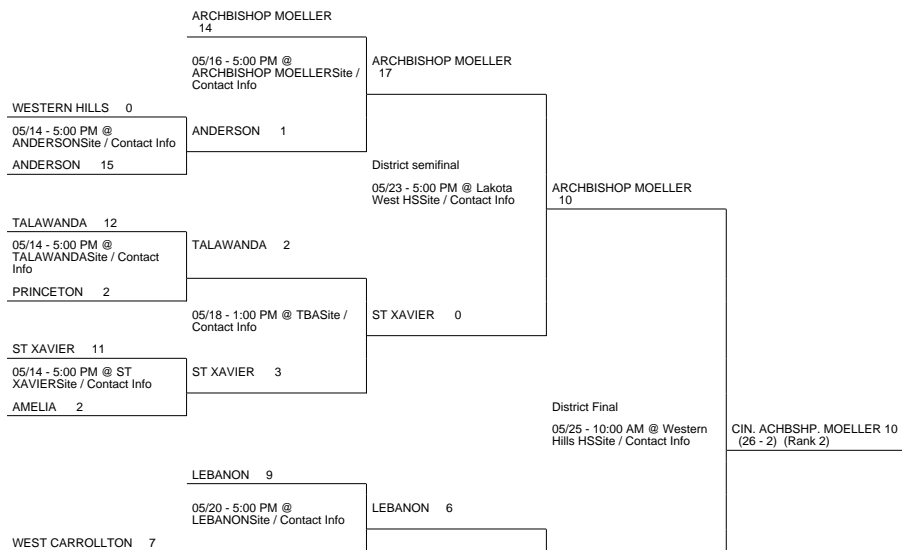 ARCHBISHOP MOELLER
14
05/16 - 5:00 PM @
ARCHBISHOP MOELLERSite /
Contact Info
ARCHBISHOP MOELLER
17
WESTERN HILLS 0
05/14 - 5:00 PM @
ANDERSONSite / Contact Info
ANDERSON 15
ANDERSON 1
District semifinal
05/23 - 5:00 PM @ Lakota
West HSSite / Contact Info
ARCHBISHOP MOELLER
10
TALAWANDA 12
05/14 - 5:00 PM @
TALAWANDASite / Contact
Info
PRINCETON 2
TALAWANDA 2
05/18 - 1:00 PM @ TBASite /
Contact Info
ST XAVIER 0
ST XAVIER 11
05/14 - 5:00 PM @ ST
XAVIERSite / Contact Info
AMELIA 2
ST XAVIER 3
District Final
05/25 - 10:00 AM @ Western
Hills HSSite / Contact Info
CIN. ACHBSHP. MOELLER 10
(26 - 2) (Rank 2)
LEBANON 9
05/20 - 5:00 PM @
LEBANONSite / Contact Info
LEBANON 6
WEST CARROLLTON 7